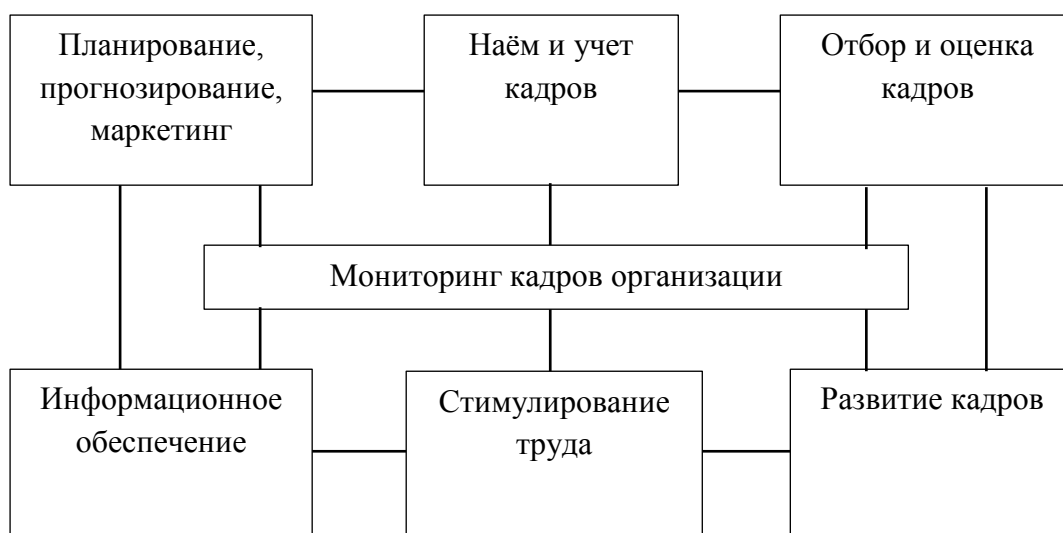 Планирование,
прогнозирование,
маркетинг
Наём и учет
кадров
Отбор и оценка
кадров
Мониторинг кадров организации
Информационное
обеспечение
Стимулирование
труда
Развитие кадров